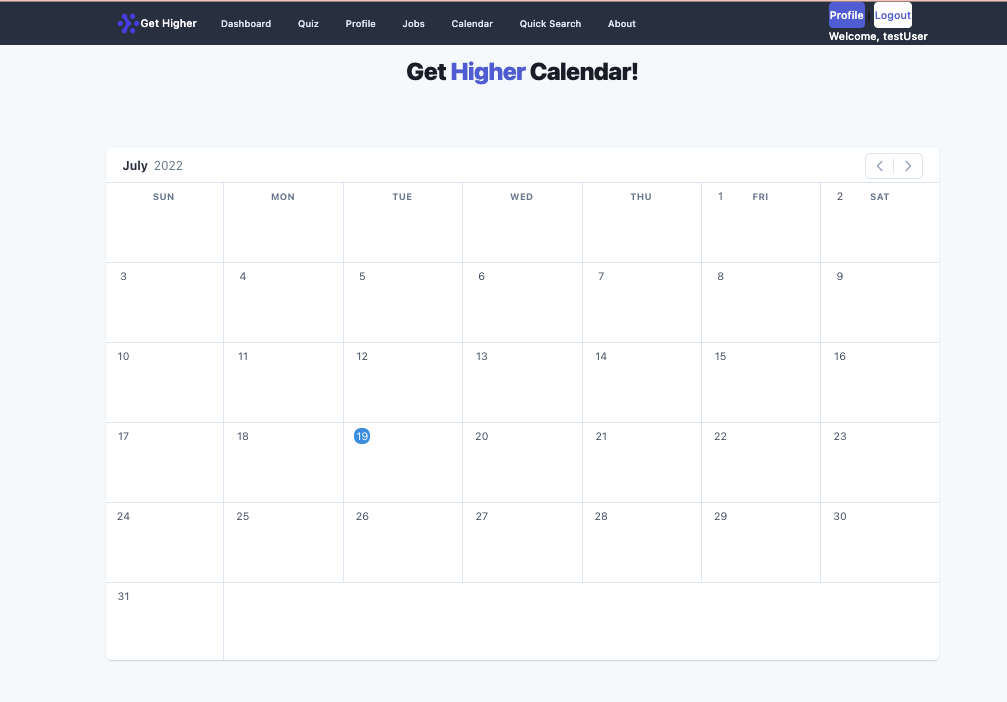 Get Higher Dashboard Quiz Profile Jobs Calendar Quick Search About Profile Logout
Welcome, testUser
Get Higher Calendar!
July 2022
SUN MON TUE WED THU 1 FRI 2 SAT
3 4 5 6 7 8 9
10 11 12 13 14 15 16
17 18 19 20 21 22 23
24 25 26 27 28 29 30
31